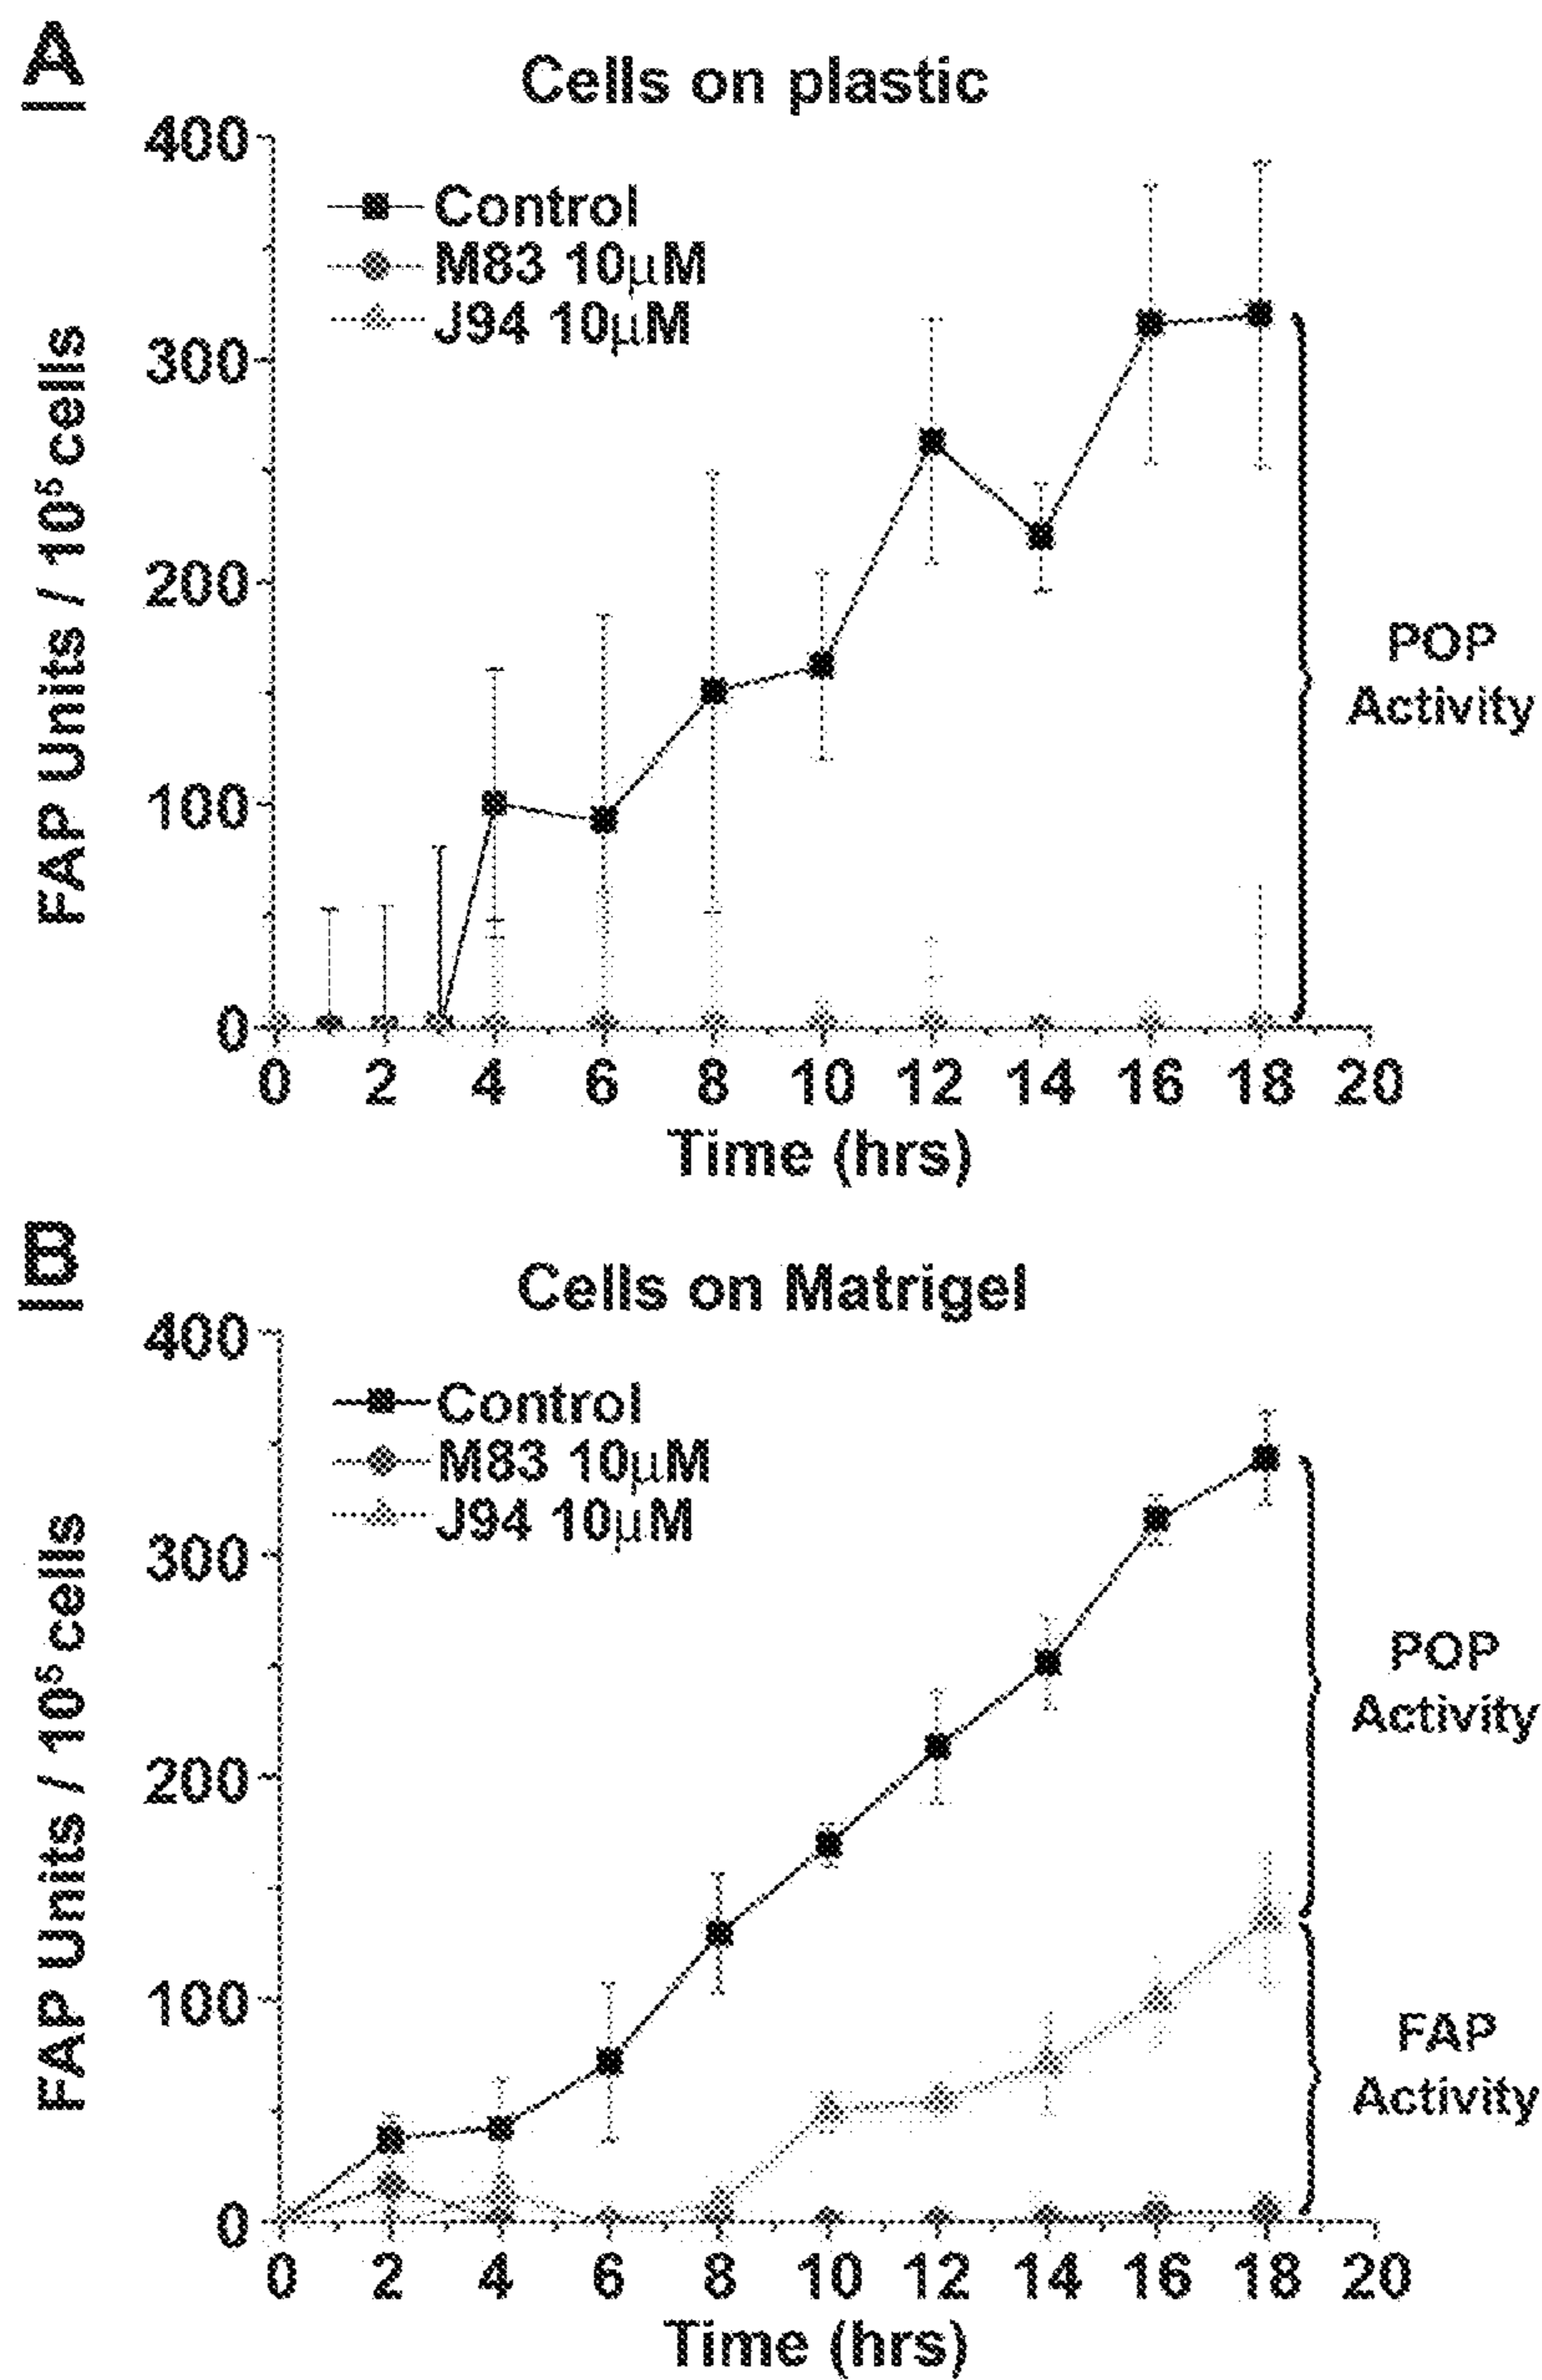 A
Cells on plastic
400
300
200
100
0
Control
M83 10µM
J94 10µM
FAP Units / 10⁵ cells
POP
Activity
0 2 4 6 8 10 12 14 16 18 20
Time (hrs)
B
Cells on Matrigel
400
300
200
100
0
Control
M83 10µM
J94 10µM
FAP Units / 10⁵ cells
POP
Activity
FAP
Activity
0 2 4 6 8 10 12 14 16 18 20
Time (hrs)